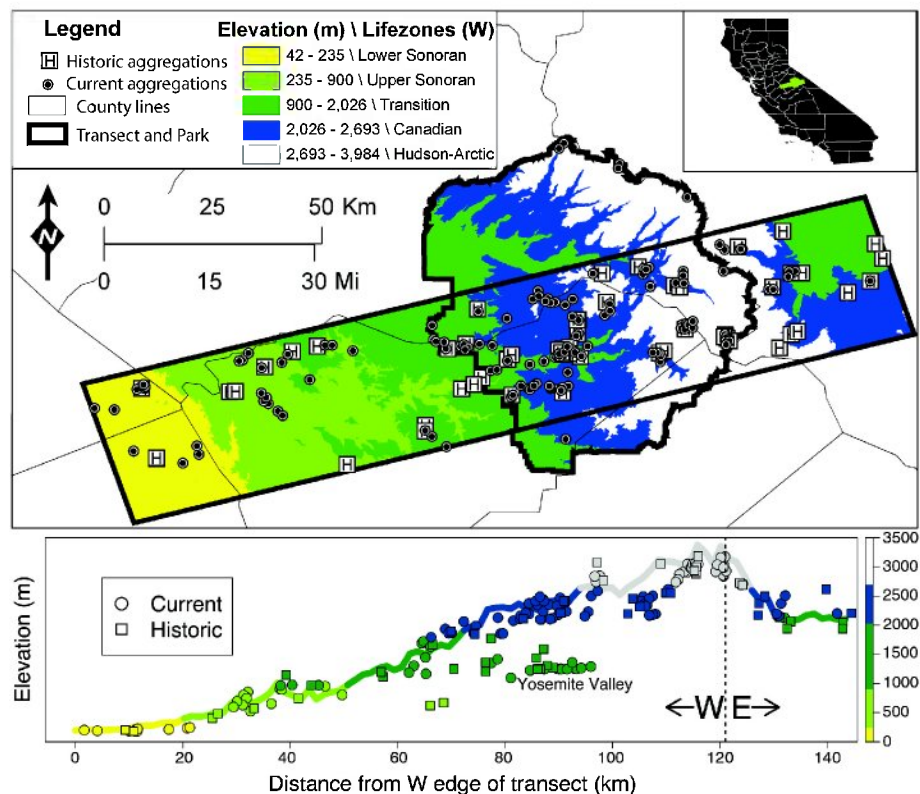 Legend
H Historic aggregations
Current aggregations
County lines
Transect and Park
Elevation (m) \ Lifezones (W)
42 - 235 \ Lower Sonoran
235 - 900 \ Upper Sonoran
900 - 2,026 \ Transition
2,026 - 2,693 \ Canadian
2,693 - 3,984 \ Hudson-Arctic
N
0 25 50 Km
0 15 30 Mi
H H H H H H H H H H H H H H H H H H H H H H H H H H H H H H
Elevation (m)
Current
Historic
Yosemite Valley
W E
3500
3000
2500
2000
1500
1000
500
0
0 20 40 60 80 100 120 140
Distance from W edge of transect (km)